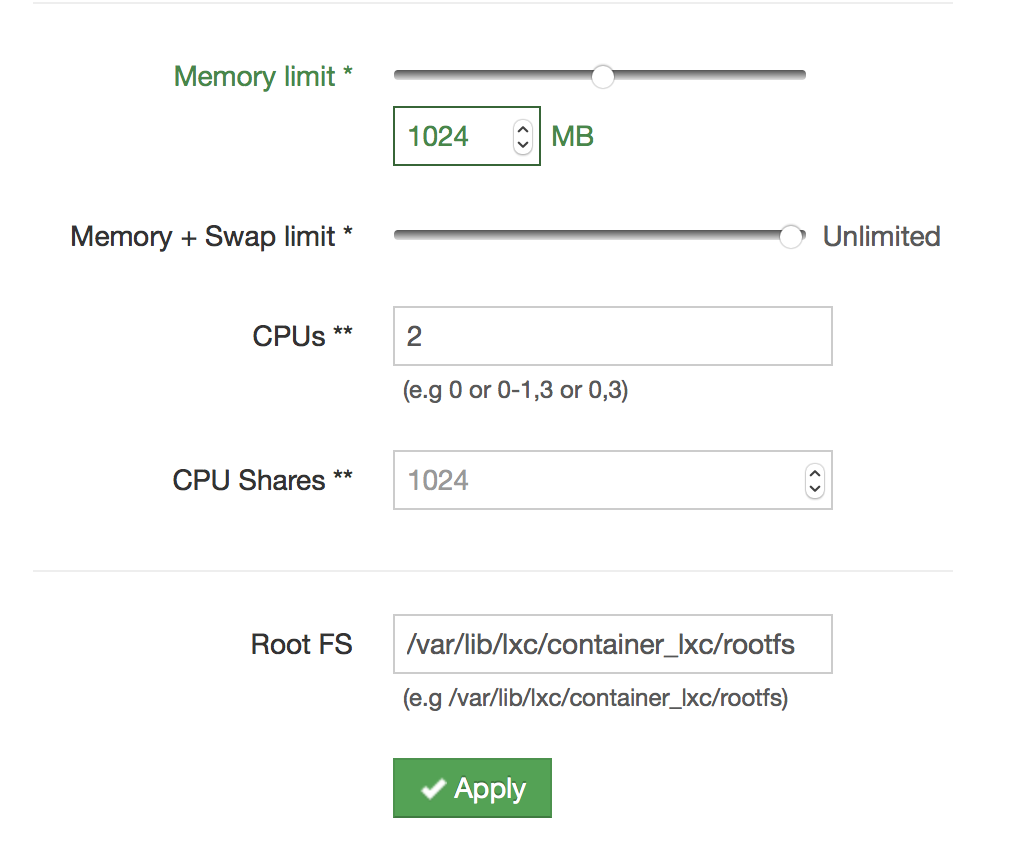 Memory limit *
1024 MB
Memory + Swap limit * Unlimited
CPUs ** 2
(e.g 0 or 0-1,3 or 0,3)
CPU Shares ** 1024
Root FS /var/lib/lxc/container_lxc/rootfs
(e.g /var/lib/lxc/container_lxc/rootfs)
Apply